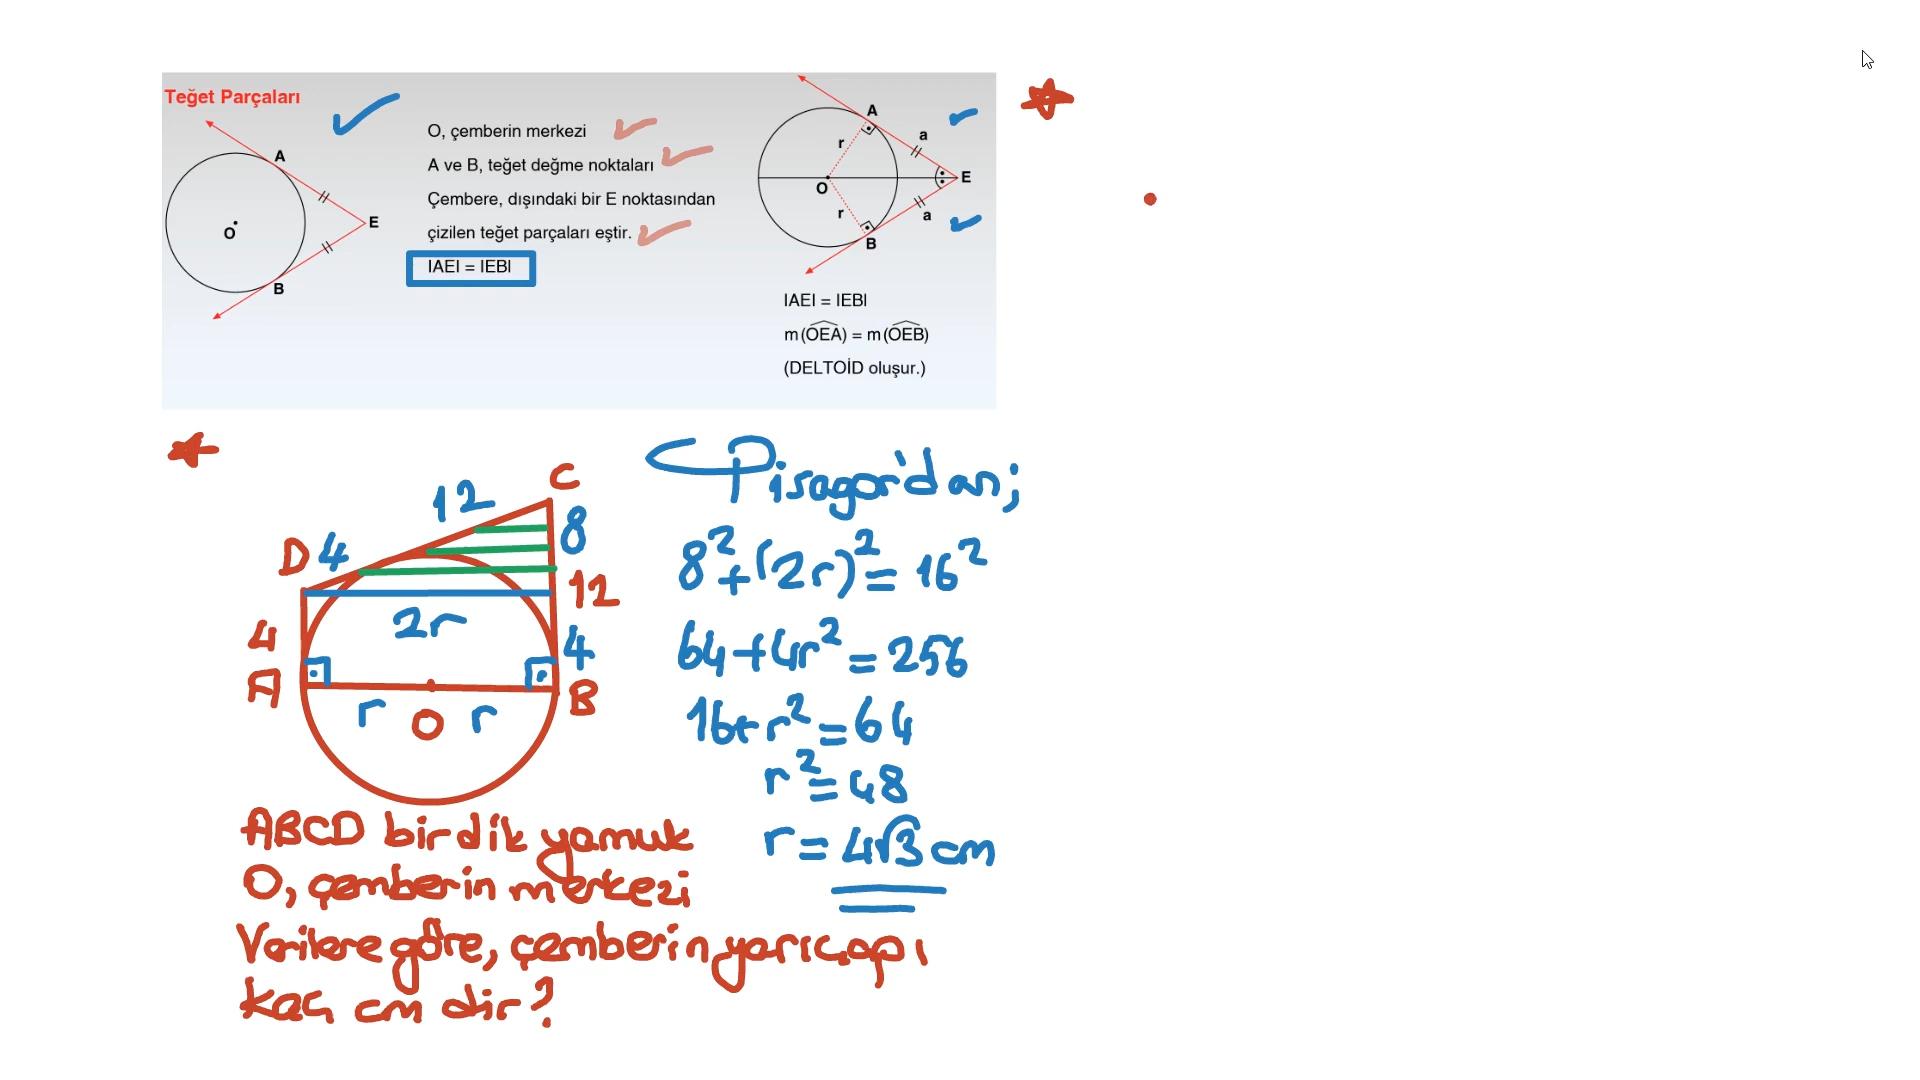 Teğet Parçaları
A
E
O
B
O, çemberin merkezi
A ve B, teğet değme noktaları
Çembere, dışındaki bir E noktasından
çizilen teğet parçaları eştir.
IAEI = IEBI
A
a
r
E
O
r
a
B
IAEI = IEBI
m(OEA) = m(OEB)
(DELTOİD oluşur.)
C
12
8
D 4
12
2r
4
4
A
B
r O r
ABCD bir dik yamuk
O, çemberin merkezi
Verilere göre, çemberin yarıçapı
kaç cm dir?
Pisagor'dan;
8² + (2r)² = 16²
64 + 4r² = 256
16 + r² = 64
r² = 48
r = 4√3 cm